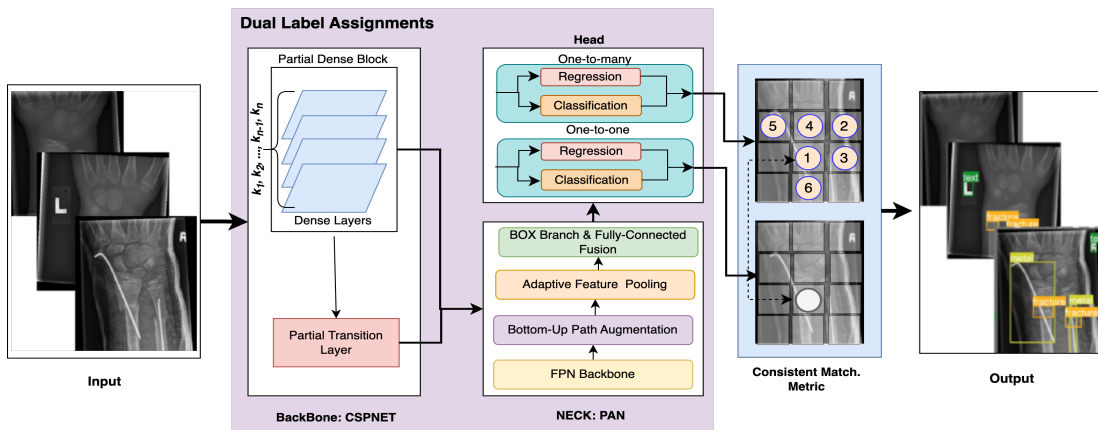 Dual Label Assignments
Partial Dense Block
k1, k2, ..., kn-1, kn
Dense Layers
Partial Transition
Layer
BackBone: CSPNET
Head
One-to-many
Regression
Classification
One-to-one
Regression
Classification
BOX Branch & Fully-Connected
Fusion
Adaptive Feature Pooling
Bottom-Up Path Augmentation
FPN Backbone
NECK: PAN
L
R
Input
5 4 2
1 3
6
Consistent Match.
Metric
text
L
fracture
fracture
metal
fracture
metal
fracture
Output